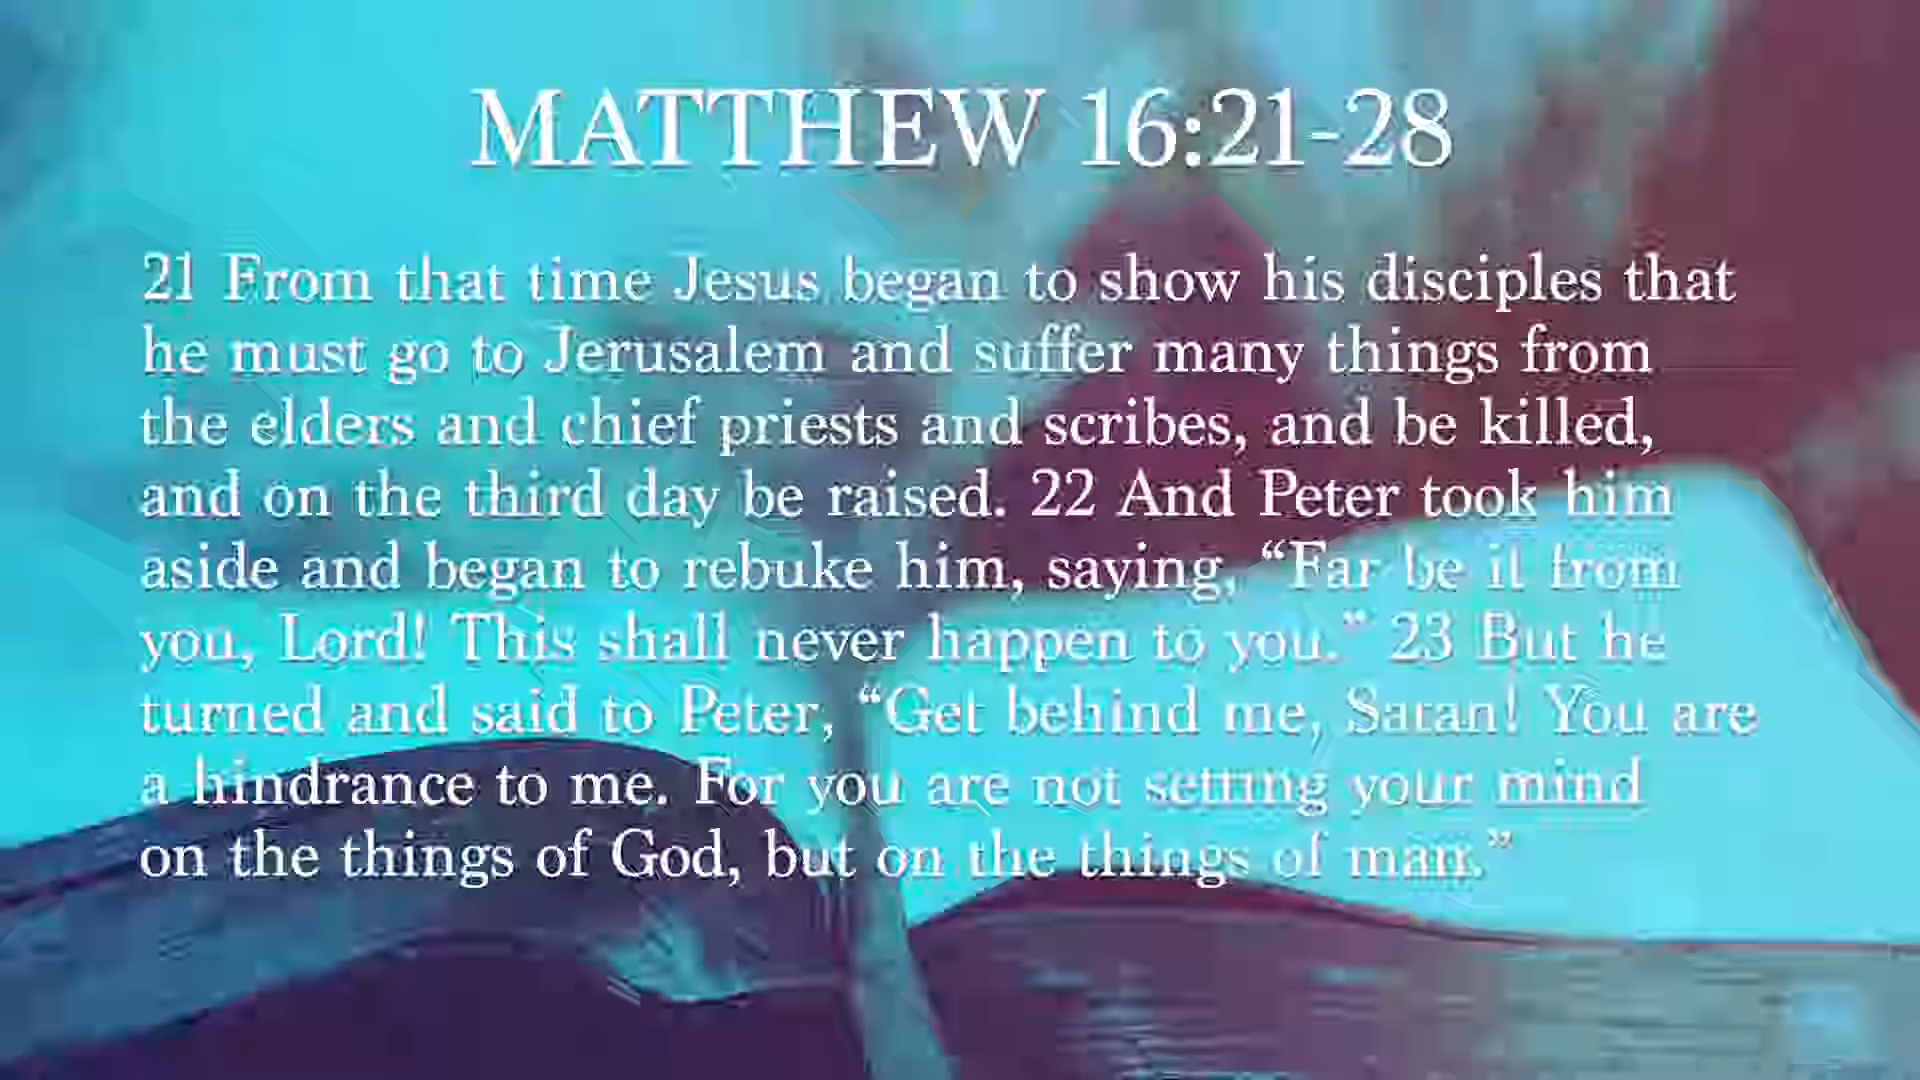 MATTHEW 16:21-28
21 From that time Jesus began to show his disciples that
he must go to Jerusalem and suffer many things from
the elders and chief priests and scribes, and be killed,
and on the third day be raised. 22 And Peter took him
aside and began to rebuke him, saying, “Far be it from
you, Lord! This shall never happen to you.” 23 But he
turned and said to Peter, “Get behind me, Satan! You are
a hindrance to me. For you are not setting your mind
on the things of God, but on the things of man.”